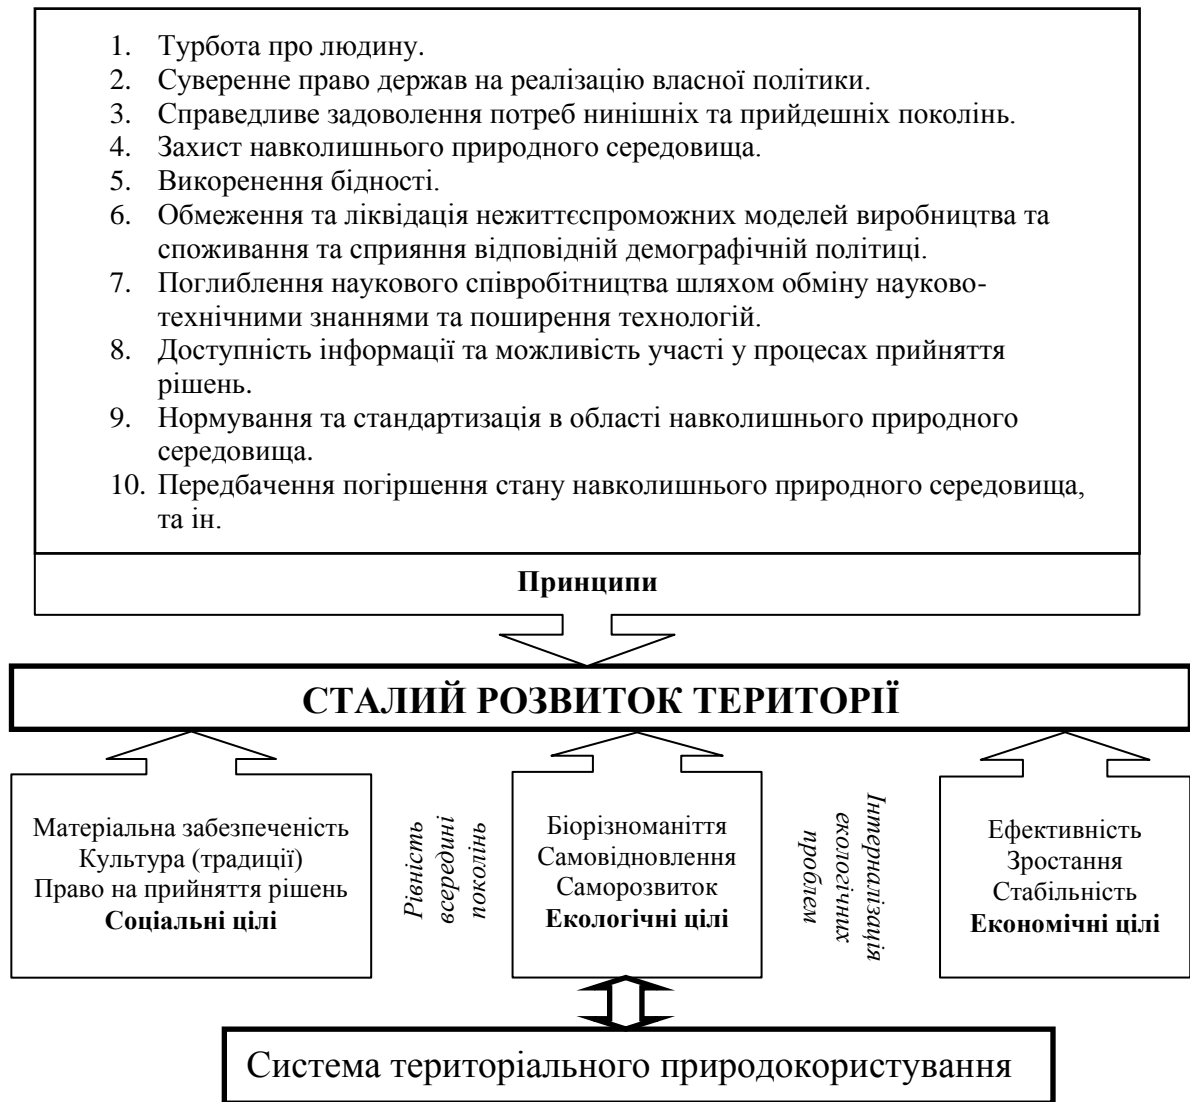 1. Турбота про людину.
2. Суверенне право держав на реалізацію власної політики.
3. Справедливе задоволення потреб нинішніх та прийдешніх поколінь.
4. Захист навколишнього природного середовища.
5. Викоренення бідності.
6. Обмеження та ліквідація нежиттєспроможних моделей виробництва та
споживання та сприяння відповідній демографічній політиці.
7. Поглиблення наукового співробітництва шляхом обміну науково-
технічними знаннями та поширення технологій.
8. Доступність інформації та можливість участі у процесах прийняття
рішень.
9. Нормування та стандартизація в області навколишнього природного
середовища.
10. Передбачення погіршення стану навколишнього природного середовища,
та ін.
Принципи
СТАЛИЙ РОЗВИТОК ТЕРИТОРІЇ
Матеріальна забезпеченість
Культура (традиції)
Право на прийняття рішень
Соціальні цілі
Рівність
всередині
поколінь
Біорізноманіття
Самовідновлення
Саморозвиток
Екологічні цілі
Інтерналізація
екологічних
проблем
Ефективність
Зростання
Стабільність
Економічні цілі
Система територіального природокористування